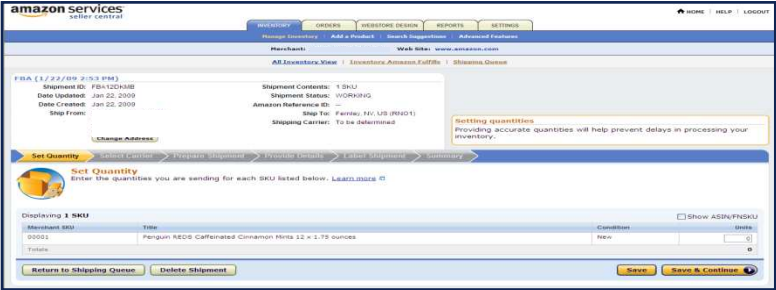 amazon services
seller central
HOME | HELP | LOGOUT
INVENTORY ORDERS WEBSTORE DESIGN REPORTS SETTINGS
Manage Inventory | Add a Product | Search Suggestions | Advanced Features
Merchant: Web Site: www.amazon.com
All Inventory View | Inventory Amazon Fulfills | Shipping Queue
FBA (1/22/09 2:53 PM)
Shipment ID: FBA12DKMB Shipment Contents: 1 SKU
Date Updated: Jan 22, 2009 Shipment Status: WORKING
Date Created: Jan 22, 2009 Amazon Reference ID: --
Ship From: Ship To: Fernley, NV, US (RNO1)
Shipping Carrier: To be determined
Change Address
Setting quantities
Providing accurate quantities will help prevent delays in processing your
inventory.
Set Quantity Select Carrier Prepare Shipment Provide Details Label Shipment Summary
Set Quantity
Enter the quantities you are sending for each SKU listed below. Learn more
Displaying 1 SKU Show ASIN/FNSKU
Merchant SKU Title Condition Units
00001 Penguin REDS Caffeinated Cinnamon Mints 12 x 1.75 ounces New 0
Totals 0
Return to Shipping Queue Delete Shipment Save Save & Continue